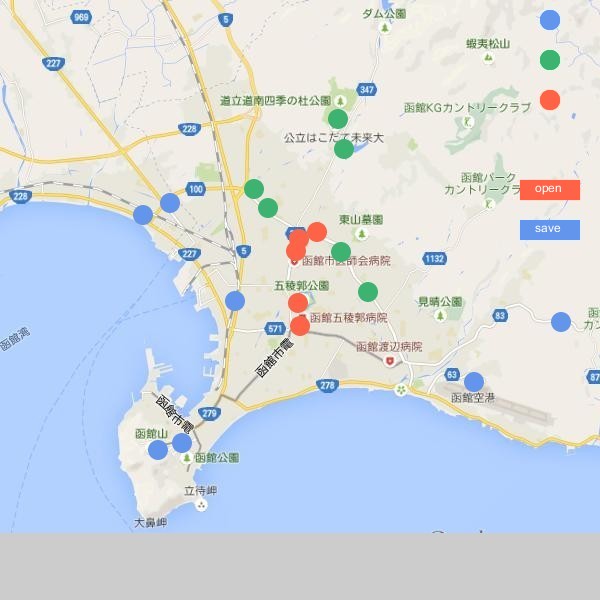 ダム公園
969
5
蝦夷松山
227
347
道立道南四季の杜公園
函館KGカントリークラブ
228
公立はこだて未来大
函館パーク
カントリークラ
228
100
open
東山墓園
save
227
5
函館市医師会病院
1132
五稜郭公園
見晴公園
83
函館湾
571
函館五稜郭病院
函館市電
函館渡辺病院
63
87
278
函館空港
函館市電
279
函館山
函館公園
立待岬
大鼻岬